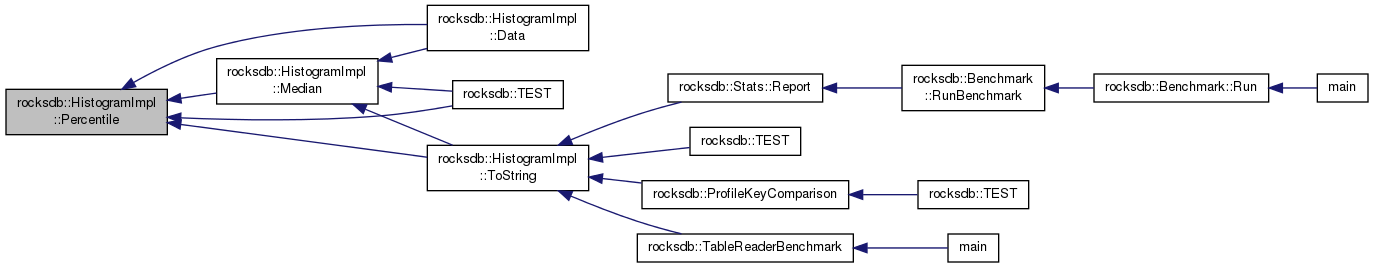 rocksdb::HistogramImpl
::Percentile
rocksdb::HistogramImpl
::Data
rocksdb::HistogramImpl
::Median
rocksdb::TEST
rocksdb::HistogramImpl
::ToString
rocksdb::Stats::Report
rocksdb::Benchmark
::RunBenchmark
rocksdb::Benchmark::Run
main
rocksdb::TEST
rocksdb::ProfileKeyComparison
rocksdb::TEST
rocksdb::TableReaderBenchmark
main